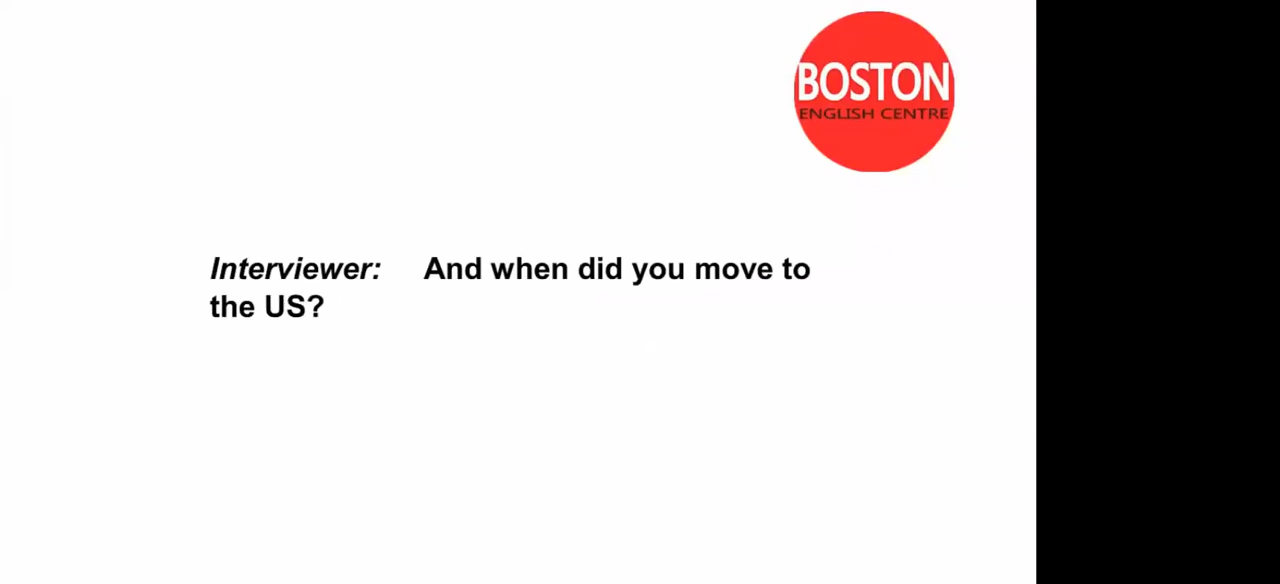 BOSTON
ENGLISH CENTRE
Interviewer: And when did you move to
the US?